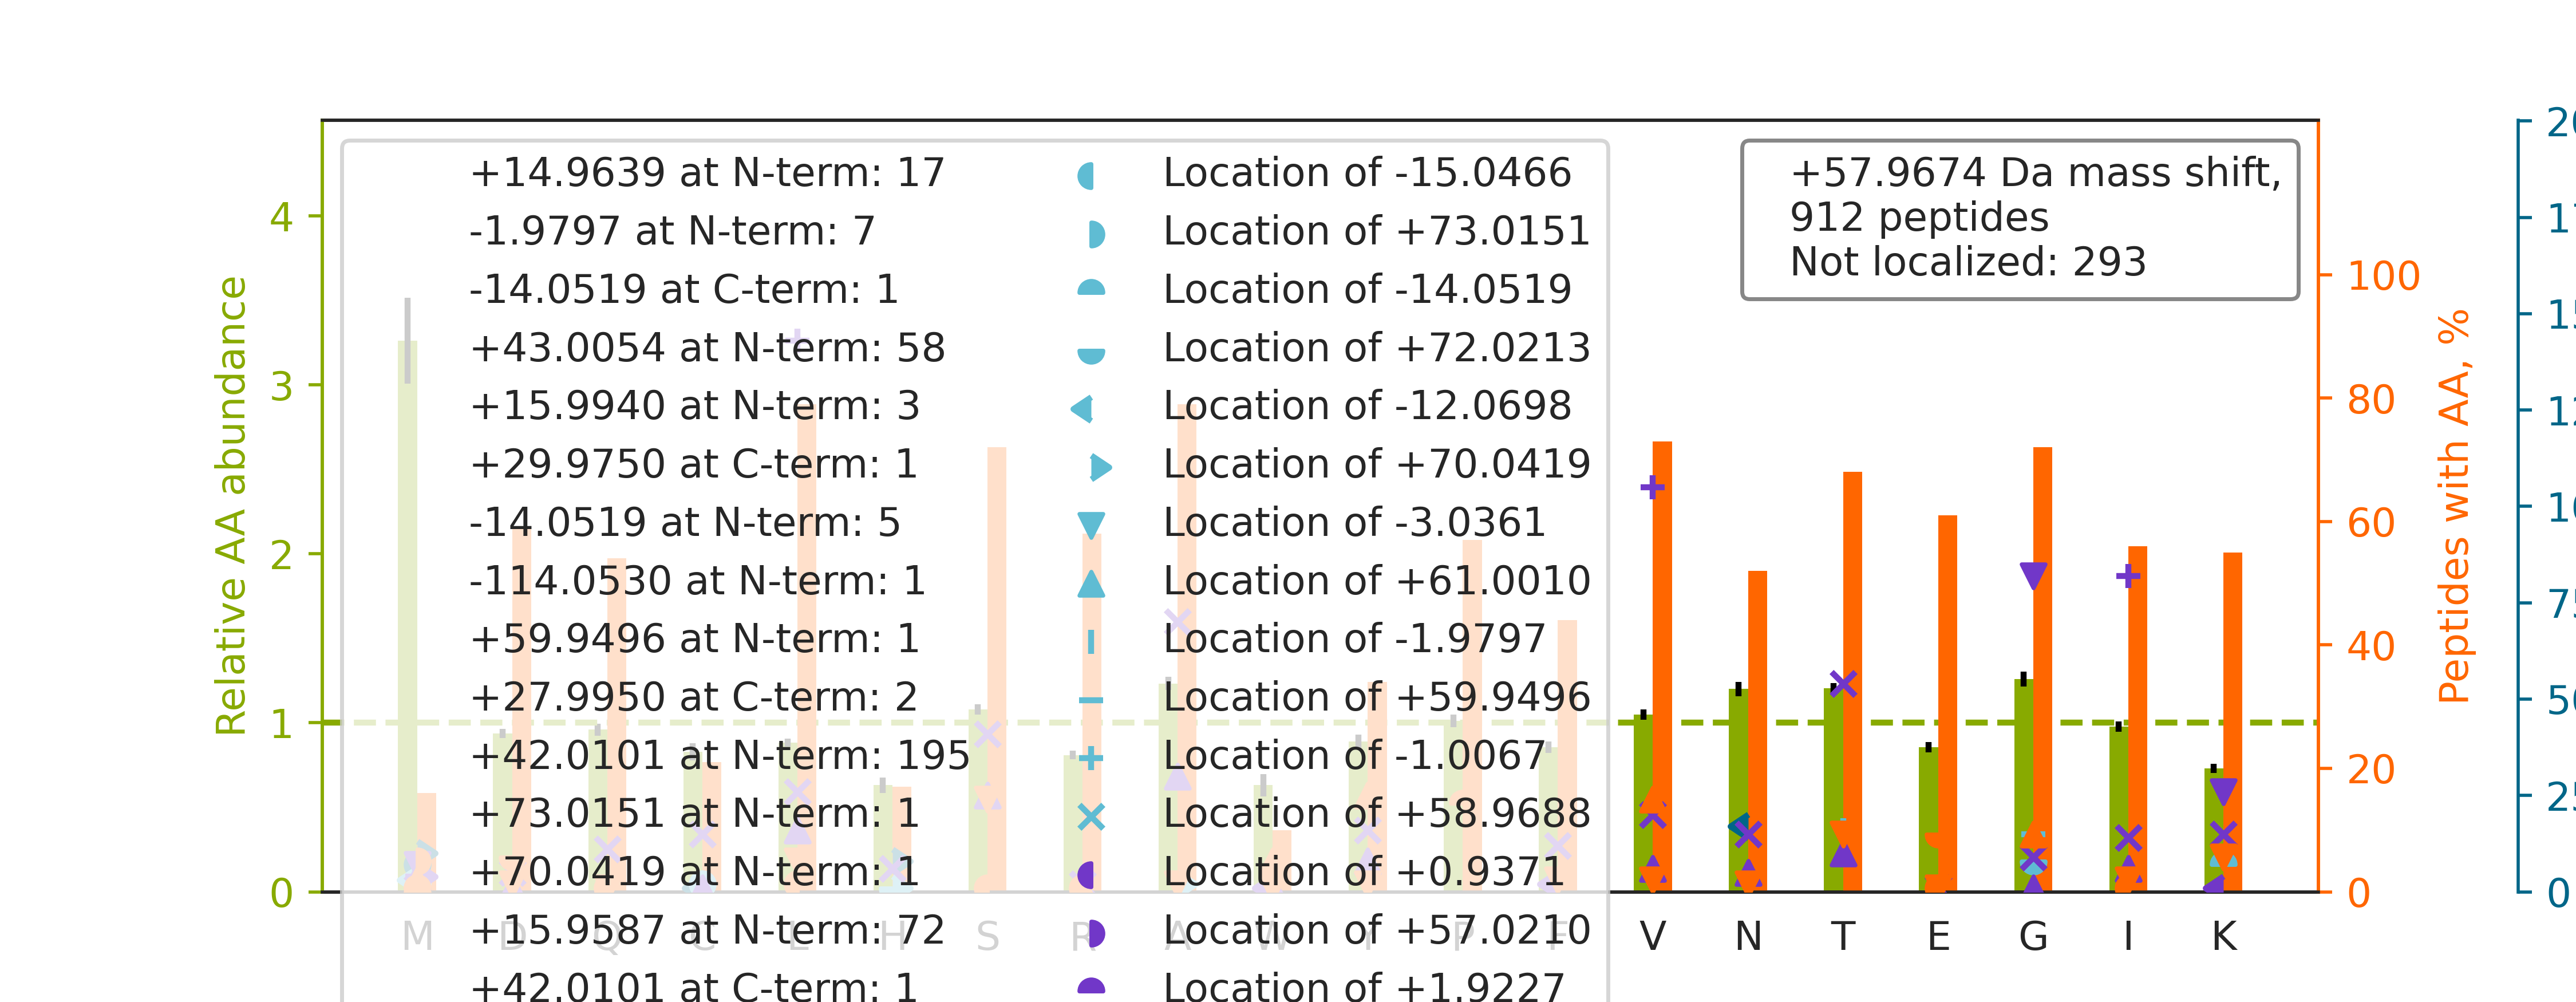 +14.9639 at N-term: 17
-1.9797 at N-term: 7
-14.0519 at C-term: 1
+43.0054 at N-term: 58
+15.9940 at N-term: 3
+29.9750 at C-term: 1
-14.0519 at N-term: 5
-114.0530 at N-term: 1
+59.9496 at N-term: 1
+27.9950 at C-term: 2
+42.0101 at N-term: 195
+73.0151 at N-term: 1
+70.0419 at N-term: 1
+15.9587 at N-term: 72
+42.0101 at C-term: 1
Location of -15.0466
Location of +73.0151
Location of -14.0519
Location of +72.0213
Location of -12.0698
Location of +70.0419
Location of -3.0361
Location of +61.0010
Location of -1.9797
Location of +59.9496
Location of -1.0067
Location of +58.9688
Location of +0.9371
Location of +57.0210
Location of +1.9227
+57.9674 Da mass shift,
912 peptides
Not localized: 293
Relative AA abundance
4
3
2
1
0
M D Q C L H S R A W Y P F V N T E G I K
100
80
60
40
20
0
Peptides with AA, %
0